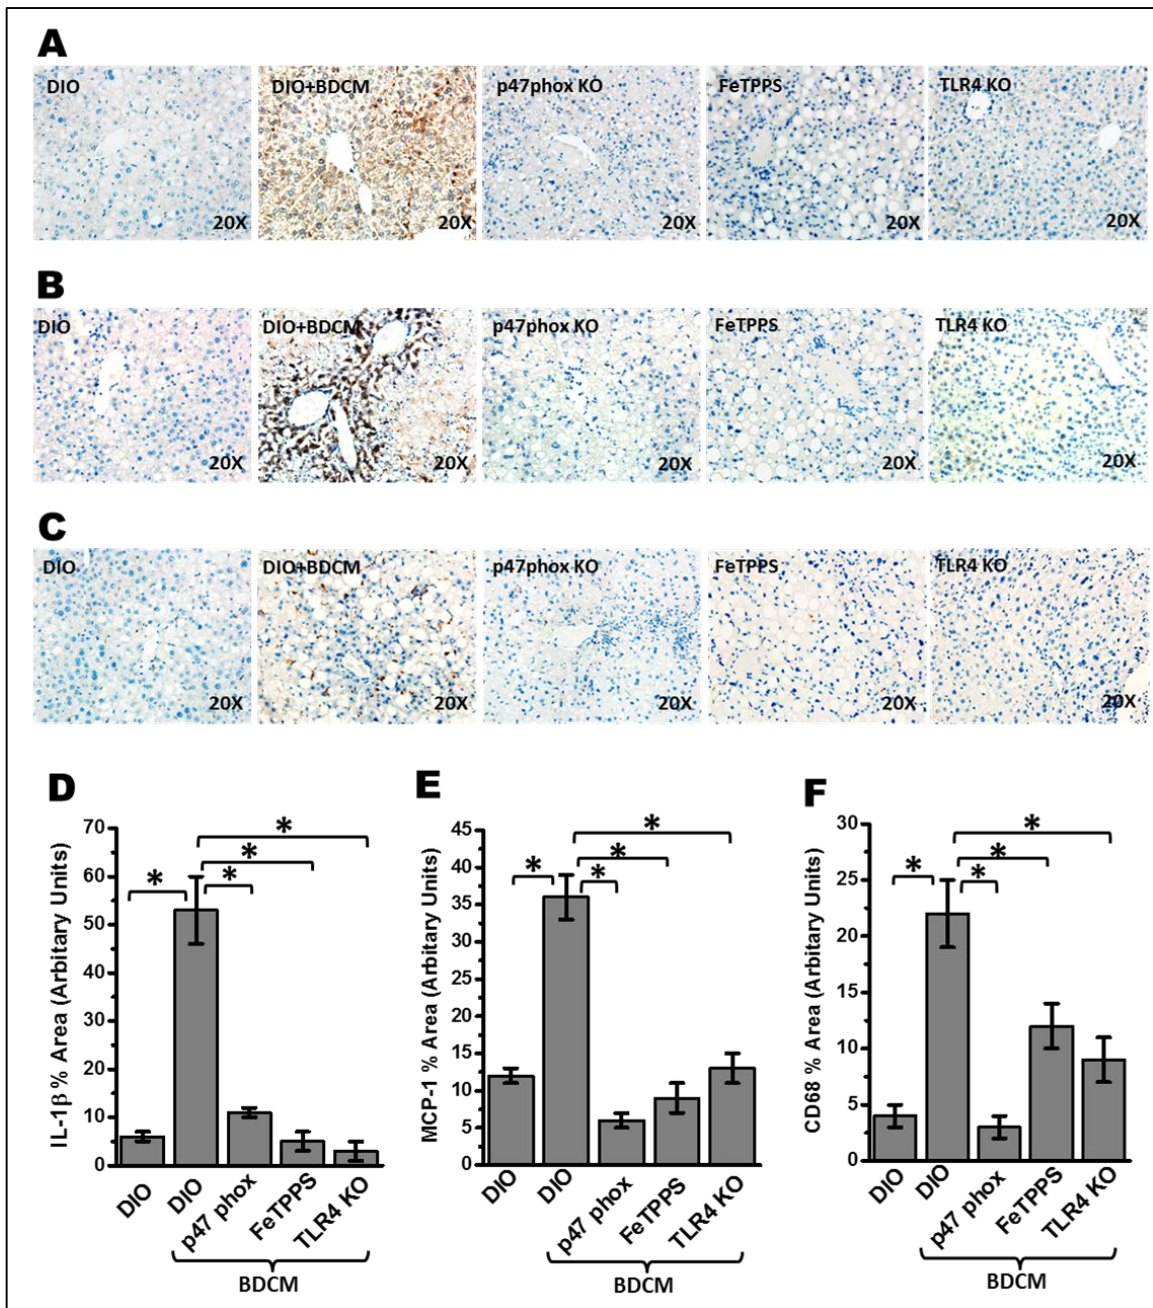 A
DIO
DIO+BDCM
p47phox KO
FeTPPS
TLR4 KO
20X
20X
20X
20X
20X
B
DIO
DIO+BDCM
p47phox KO
FeTPPS
TLR4 KO
20X
20X
20X
20X
20X
C
DIO
DIO+BDCM
p47phox KO
FeTPPS
TLR4 KO
20X
20X
20X
20X
20X
D
IL-1β % Area (Arbitary Units)
70
60
50
40
30
20
10
0
*
*
*
*
DIO
DIO
p47 phox
FeTPPS
TLR4 KO
BDCM
E
MCP-1 % Area (Arbitary Units)
45
40
35
30
25
20
15
10
5
0
*
*
*
*
DIO
DIO
p47 phox
FeTPPS
TLR4 KO
BDCM
F
CD68 % Area (Arbitary Units)
30
25
20
15
10
5
0
*
*
*
*
DIO
DIO
p47 phox
FeTPPS
TLR4 KO
BDCM